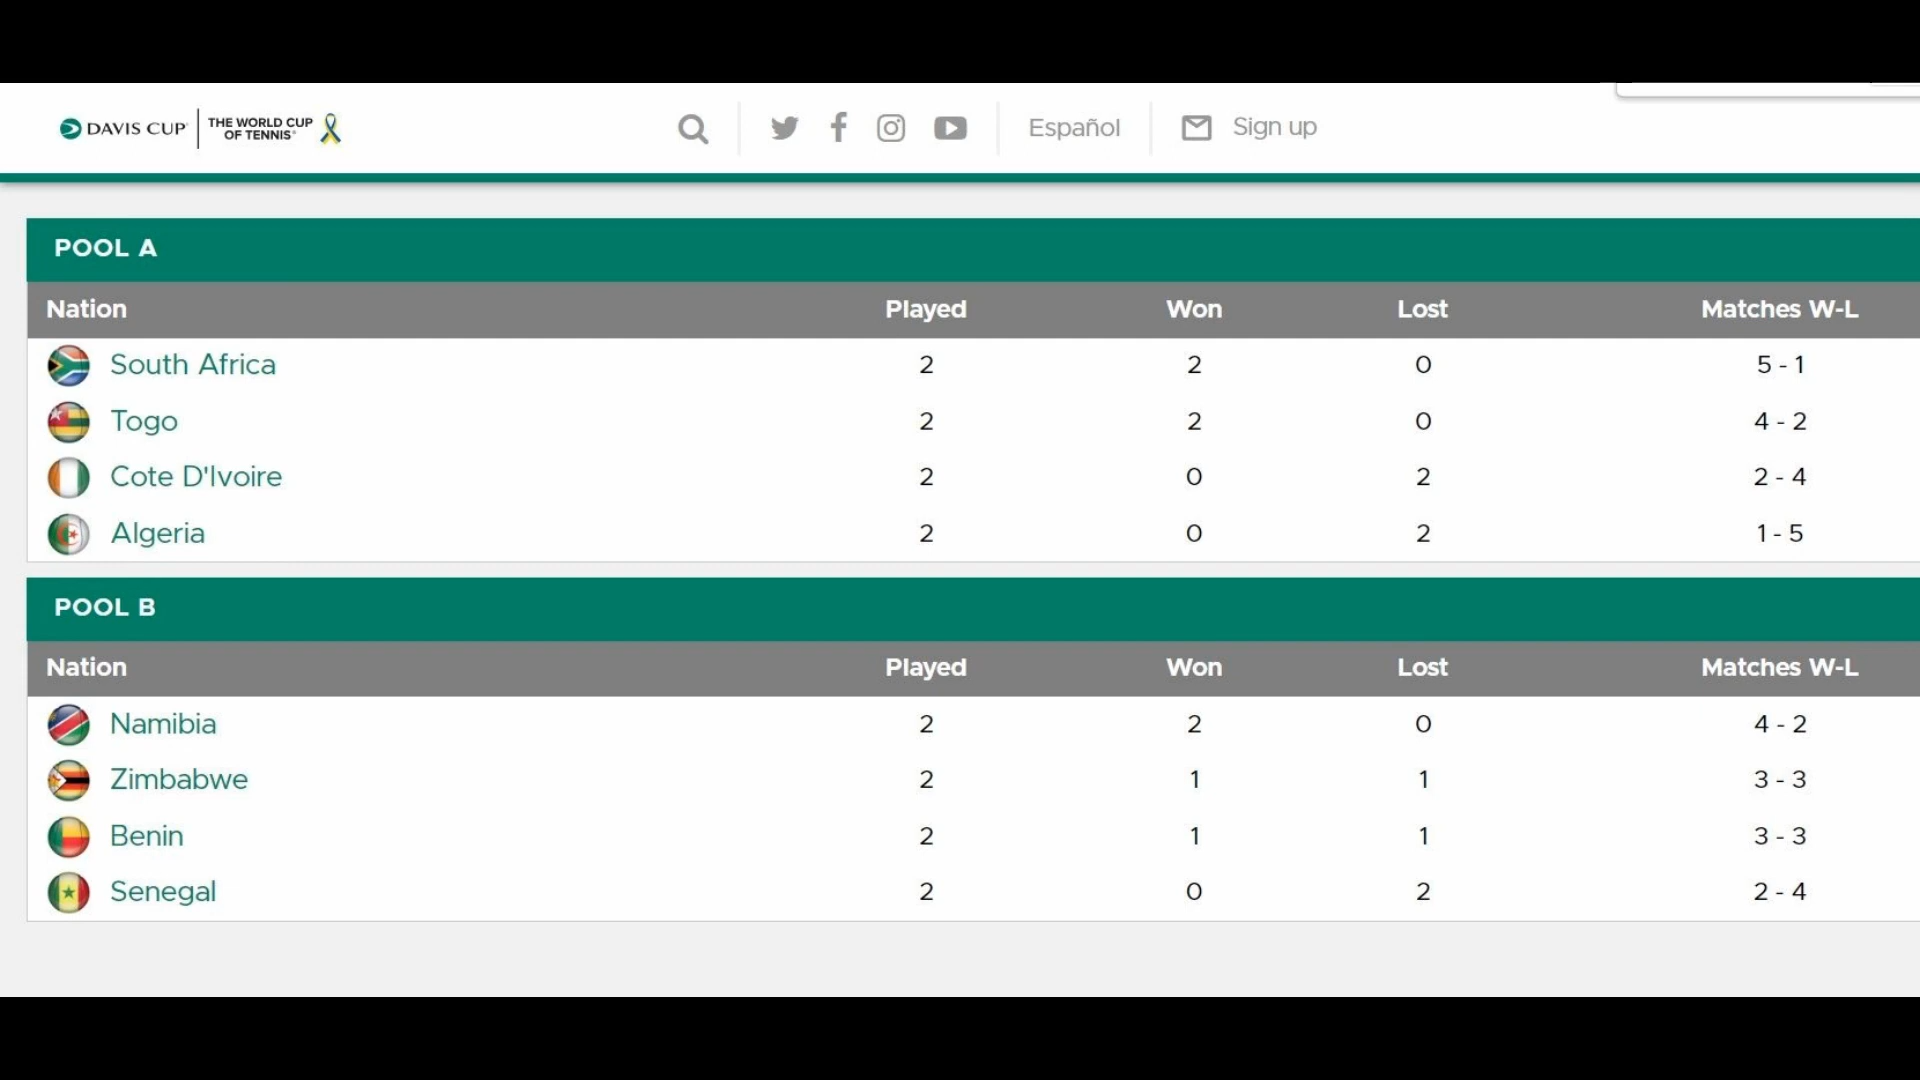 DAVIS CUP THE WORLD CUP
OF TENNIS®
Español Sign up
POOL A
Nation Played Won Lost Matches W-L
South Africa 2 2 0 5 - 1
Togo 2 2 0 4 - 2
Cote D'Ivoire 2 0 2 2 - 4
Algeria 2 0 2 1 - 5
POOL B
Nation Played Won Lost Matches W-L
Namibia 2 2 0 4 - 2
Zimbabwe 2 1 1 3 - 3
Benin 2 1 1 3 - 3
Senegal 2 0 2 2 - 4